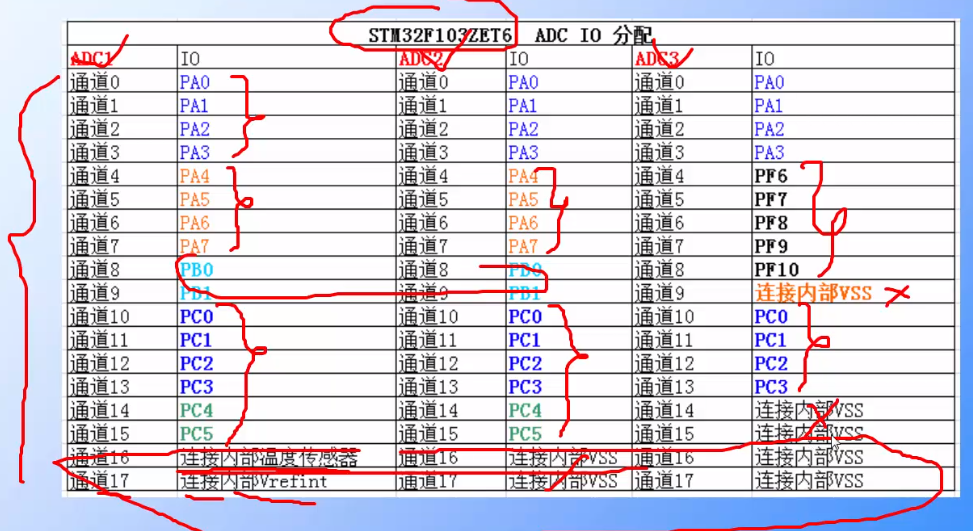 STM32F103ZET6 ADC IO 分配
ADC1 IO ADC2 IO ADC3 IO
通道0 PA0 通道0 PA0 通道0 PA0
通道1 PA1 通道1 PA1 通道1 PA1
通道2 PA2 通道2 PA2 通道2 PA2
通道3 PA3 通道3 PA3 通道3 PA3
通道4 PA4 通道4 PA4 通道4 PF6
通道5 PA5 通道5 PA5 通道5 PF7
通道6 PA6 通道6 PA6 通道6 PF8
通道7 PA7 通道7 PA7 通道7 PF9
通道8 PB0 通道8 PB0 通道8 PF10
通道9 PB1 通道9 PB1 通道9 连接内部VSS
通道10 PC0 通道10 PC0 通道10 PC0
通道11 PC1 通道11 PC1 通道11 PC1
通道12 PC2 通道12 PC2 通道12 PC2
通道13 PC3 通道13 PC3 通道13 PC3
通道14 PC4 通道14 PC4 通道14 连接内部VSS
通道15 PC5 通道15 PC5 通道15 连接内部VSS
通道16 连接内部温度传感器 通道16 连接内部VSS 通道16 连接内部VSS
通道17 连接内部Vrefint 通道17 连接内部VSS 通道17 连接内部VSS